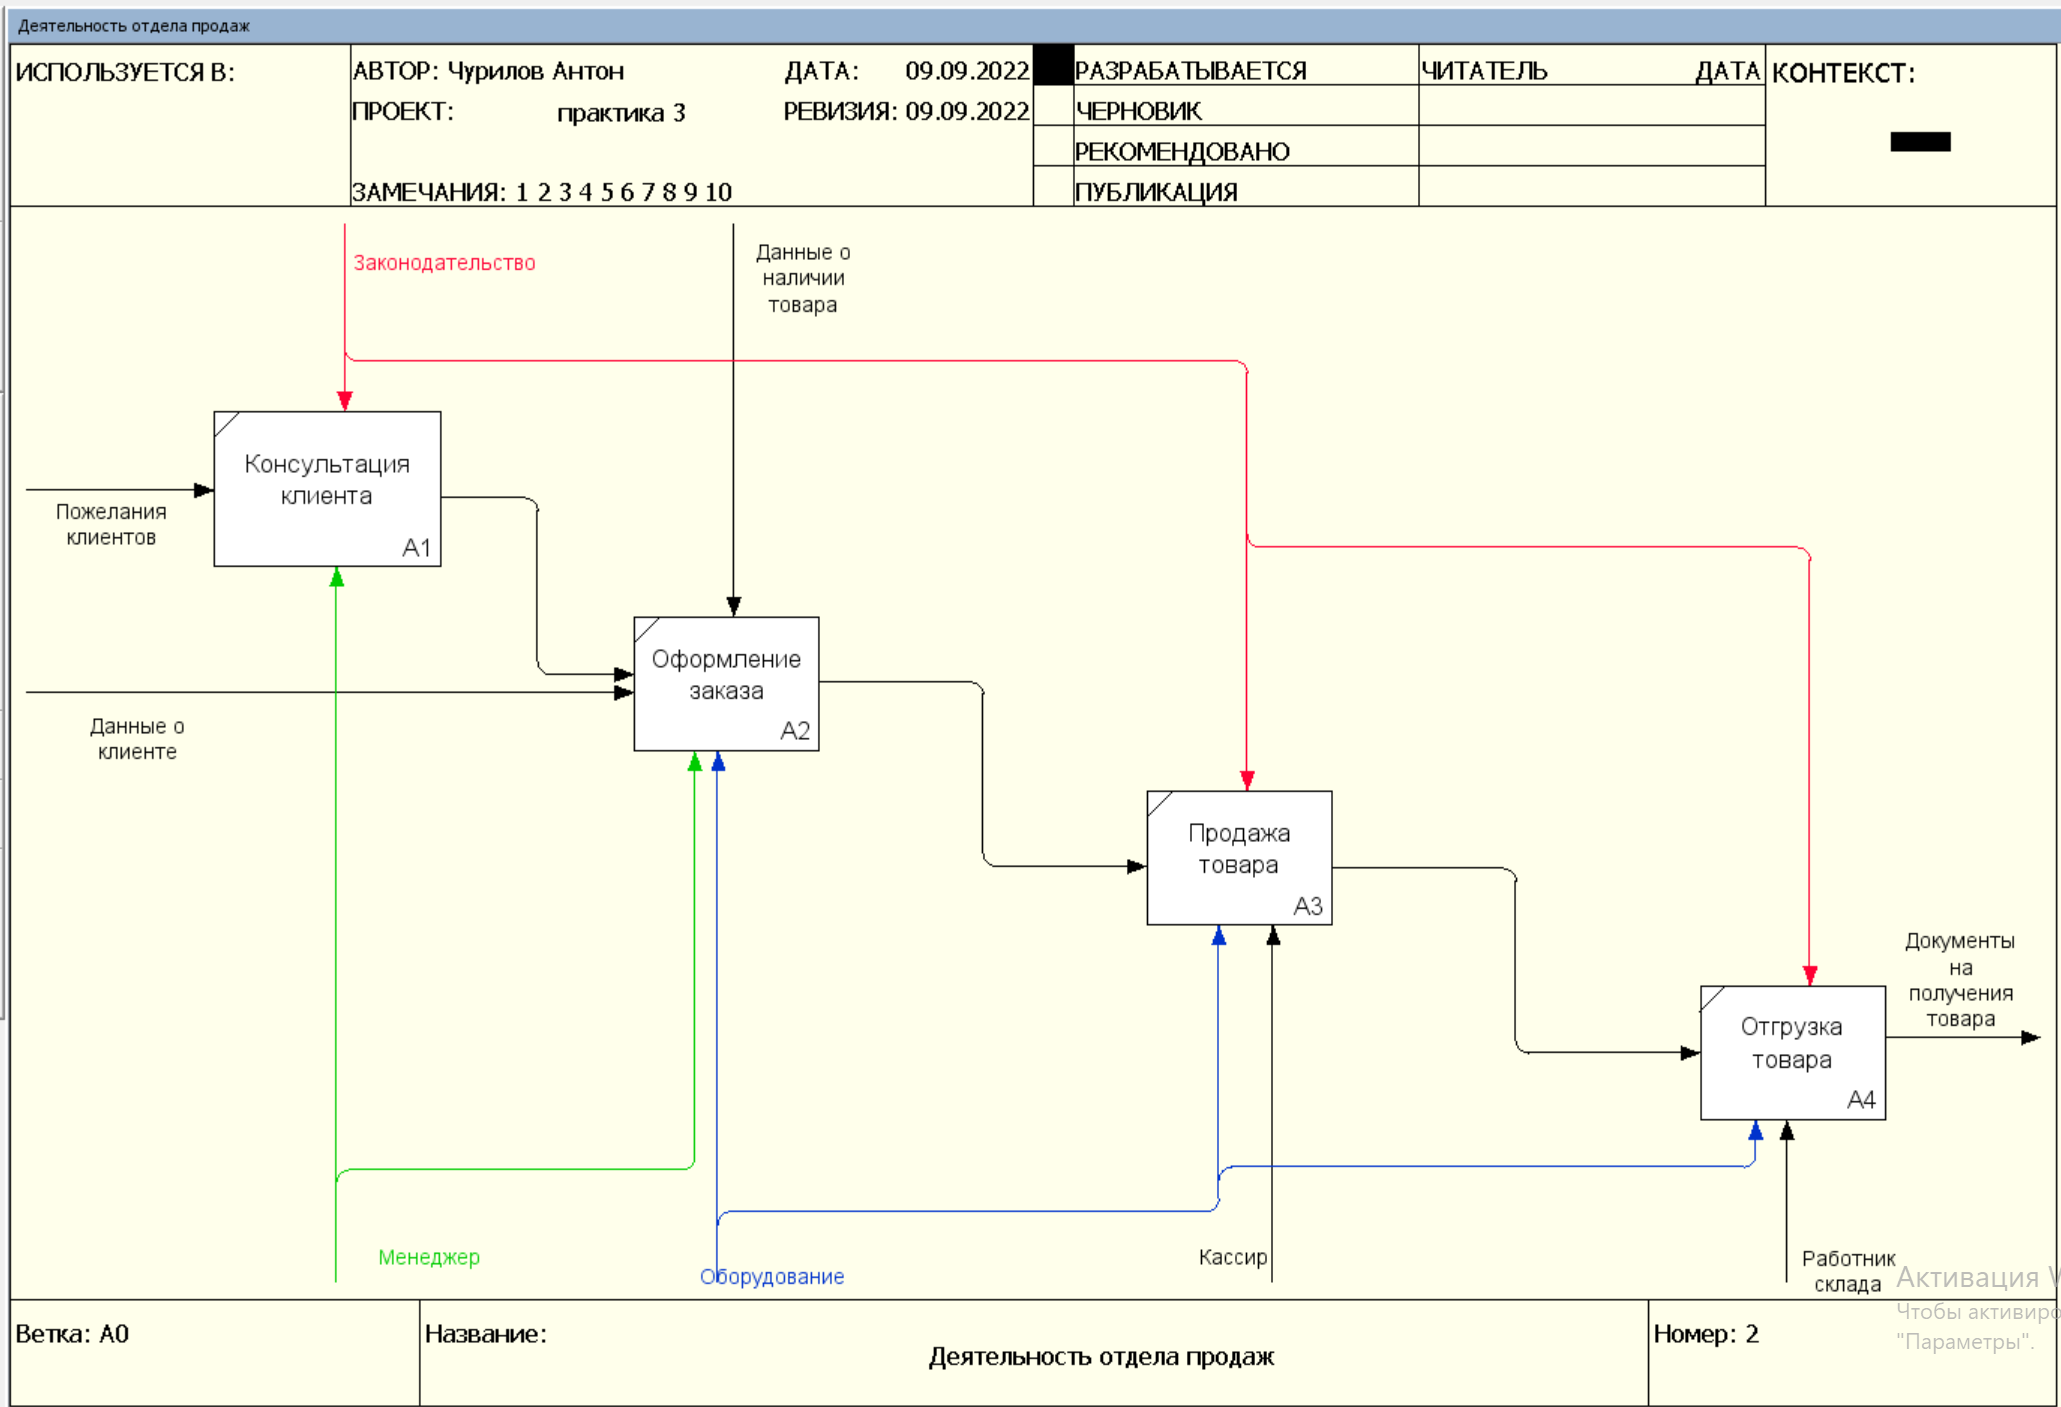 Деятельность отдела продаж
ИСПОЛЬЗУЕТСЯ В:
АВТОР: Чурилов Антон
ДАТА: 09.09.2022
ПРОЕКТ: практика 3
РЕВИЗИЯ: 09.09.2022
ЗАМЕЧАНИЯ: 1 2 3 4 5 6 7 8 9 10
РАЗРАБАТЫВАЕТСЯ
ЧЕРНОВИК
РЕКОМЕНДОВАНО
ПУБЛИКАЦИЯ
ЧИТАТЕЛЬ
ДАТА
КОНТЕКСТ:
Законодательство
Данные о
наличии
товара
Консультация
клиента
A1
Пожелания
клиентов
Оформление
заказа
A2
Данные о
клиенте
Продажа
товара
A3
Документы
на
получения
товара
Отгрузка
товара
A4
Менеджер
Оборудование
Кассир
Работник
склада
Активация
Чтобы
"Параметры".
Ветка: A0
Название:
Деятельность отдела продаж
Номер: 2